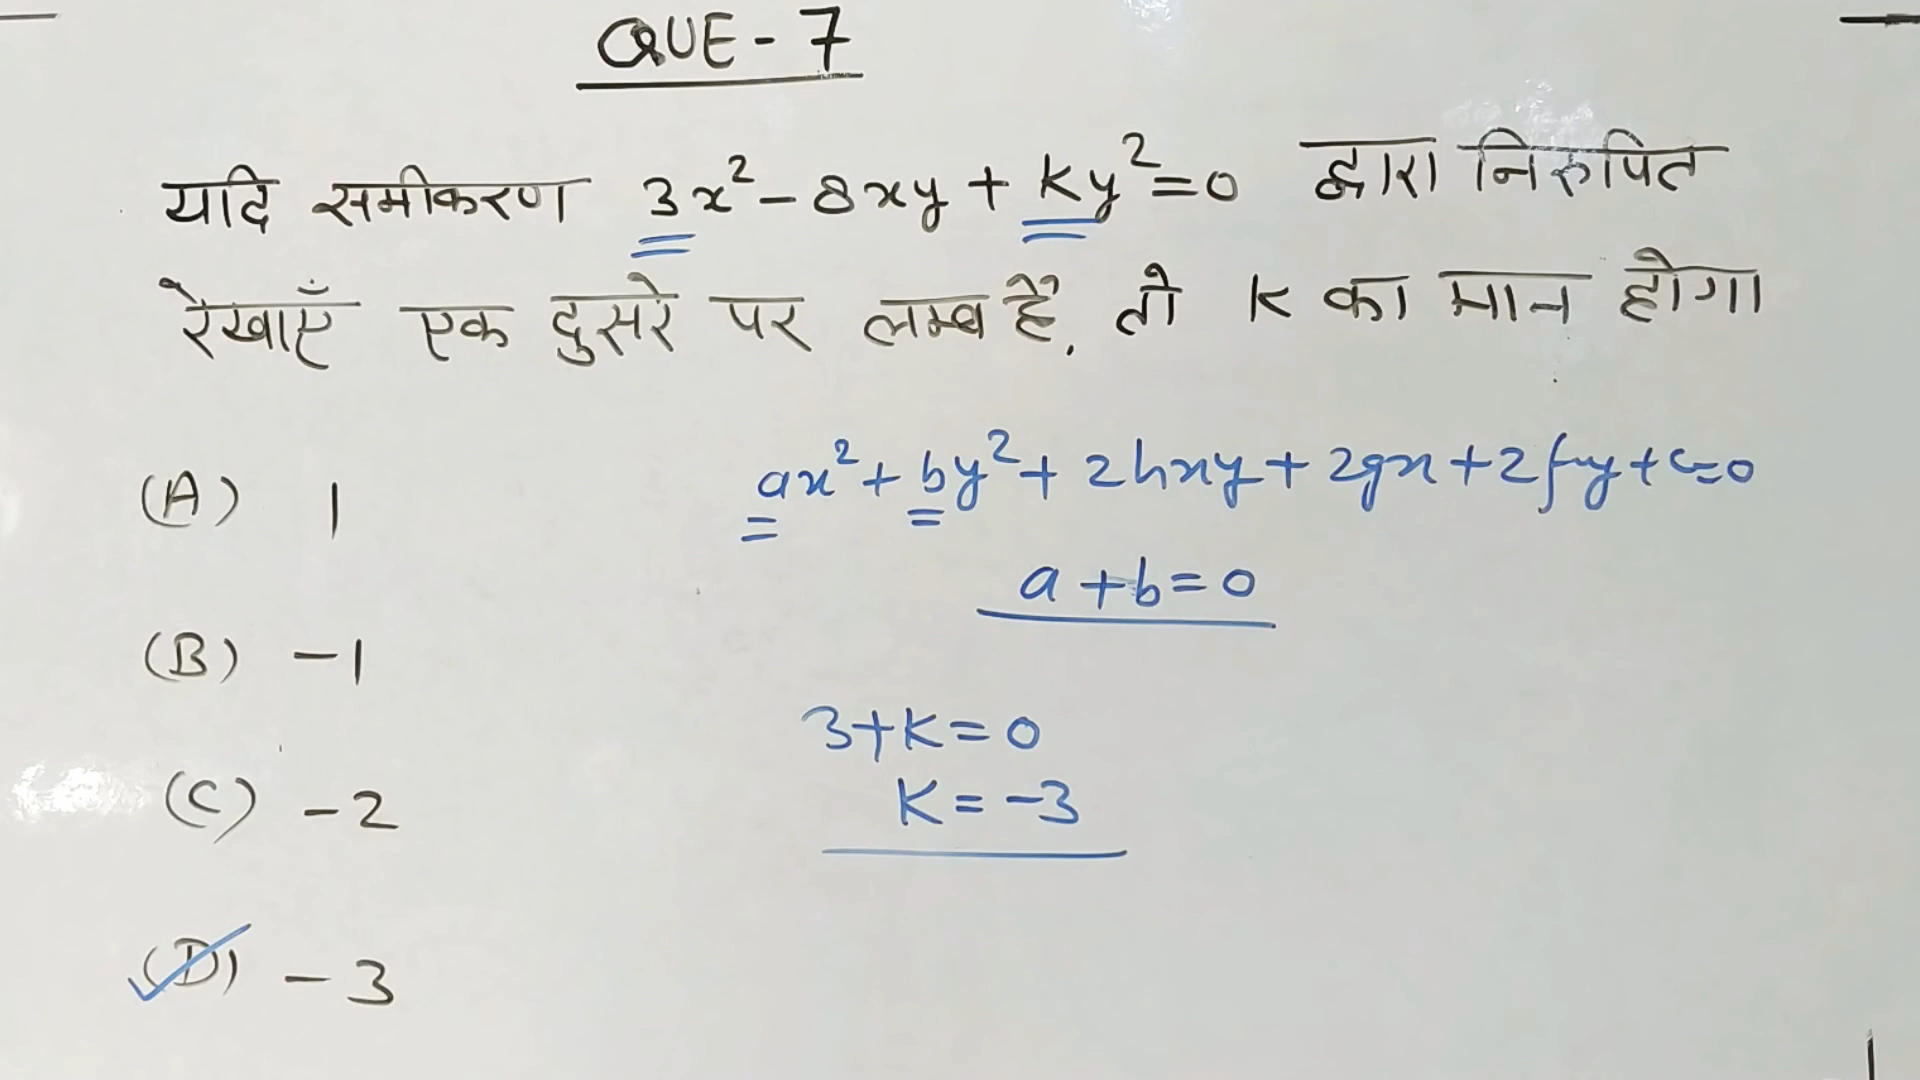 QUE-7
यदि समीकरण 3x² - 8xy + Ky² = 0 द्वारा निरुपित
रेखाएँ एक दुसरे पर लम्ब हैं, तो K का मान होगा
(A) 1
ax² + by² + 2hxy + 2gx + 2fy + c = 0
a + b = 0
(B) -1
3 + K = 0
(C) -2
K = -3
(D) -3